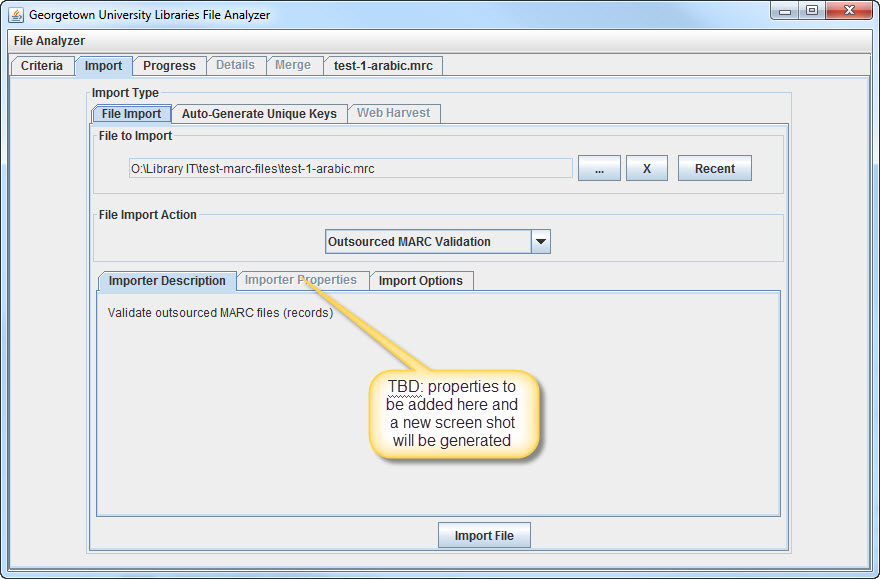 Georgetown University Libraries File Analyzer
File Analyzer
Criteria Import Progress Details Merge test-1-arabic.mrc
Import Type
File Import Auto-Generate Unique Keys Web Harvest
File to Import
O:\Library IT\test-marc-files\test-1-arabic.mrc ... X Recent
File Import Action
Outsourced MARC Validation
Importer Description Importer Properties Import Options
Validate outsourced MARC files (records)
TBD: properties to
be added here and
a new screen shot
will be generated
Import File